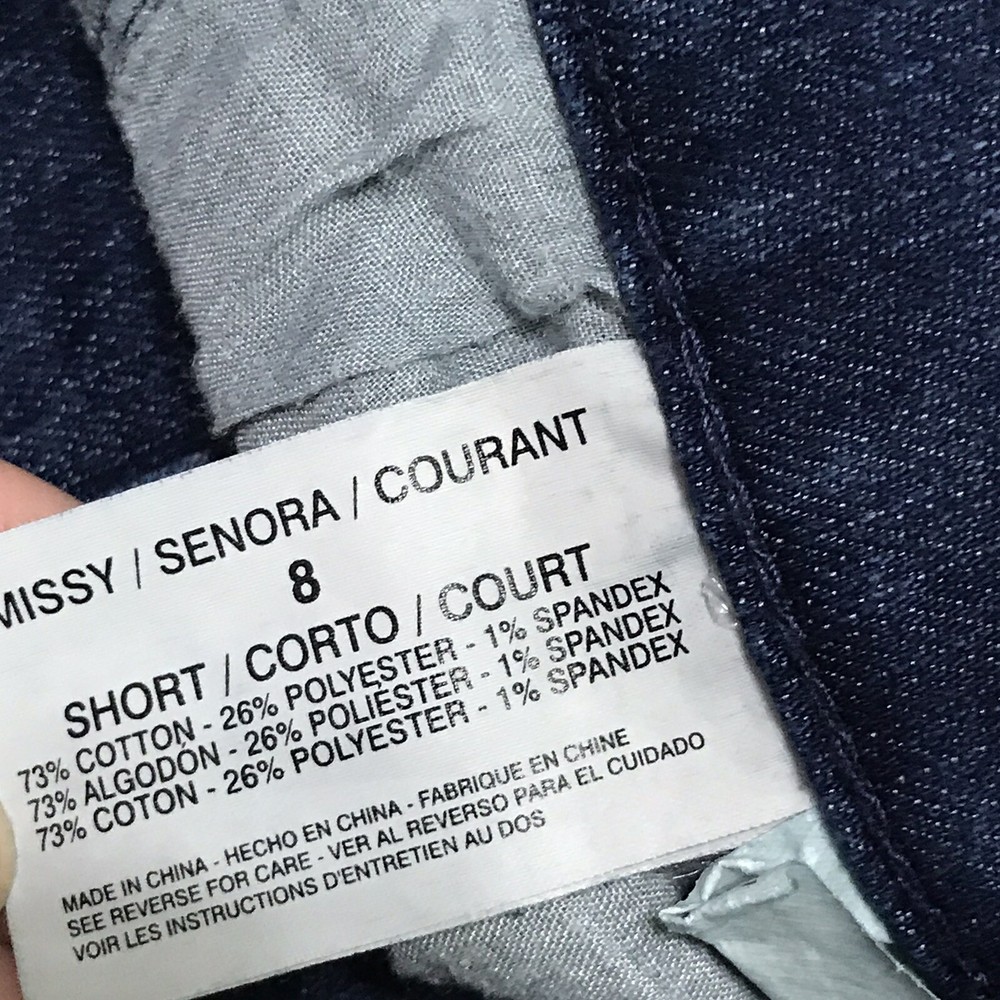 MISSY / SENORA / COURANT
8
SHORT / CORTO / COURT
73% COTTON - 26% POLYESTER - 1% SPANDEX
73% ALGODÓN - 26% POLIÉSTER - 1% SPANDEX
73% COTON - 26% POLYESTER - 1% SPANDEX
MADE IN CHINA - HECHO EN CHINA - FABRIQUE EN CHINE
SEE REVERSE FOR CARE - VER AL REVERSO PARA EL CUIDADO
VOIR LES INSTRUCTIONS D'ENTRETIEN AU DOS